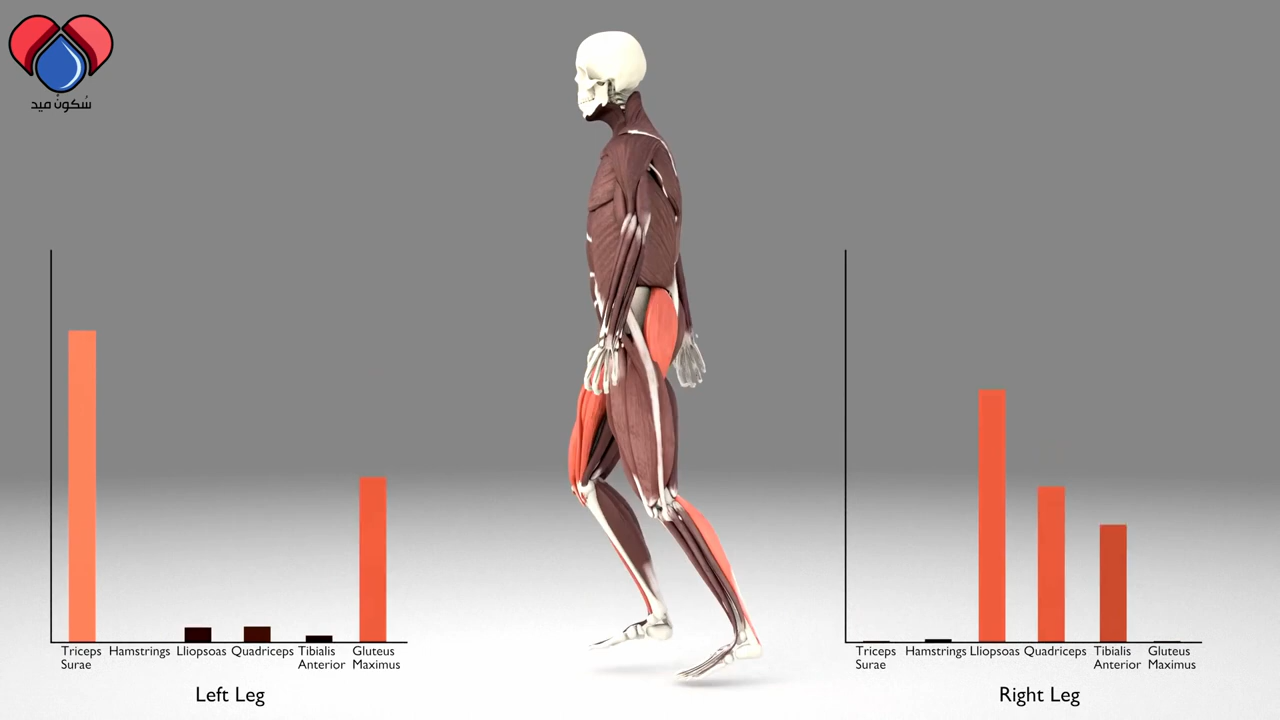 سُكونْ ميد
Triceps Surae
Hamstrings
Lliopsoas
Quadriceps
Tibialis Anterior
Gluteus Maximus
Left Leg
Triceps Surae
Hamstrings
Lliopsoas
Quadriceps
Tibialis Anterior
Gluteus Maximus
Right Leg